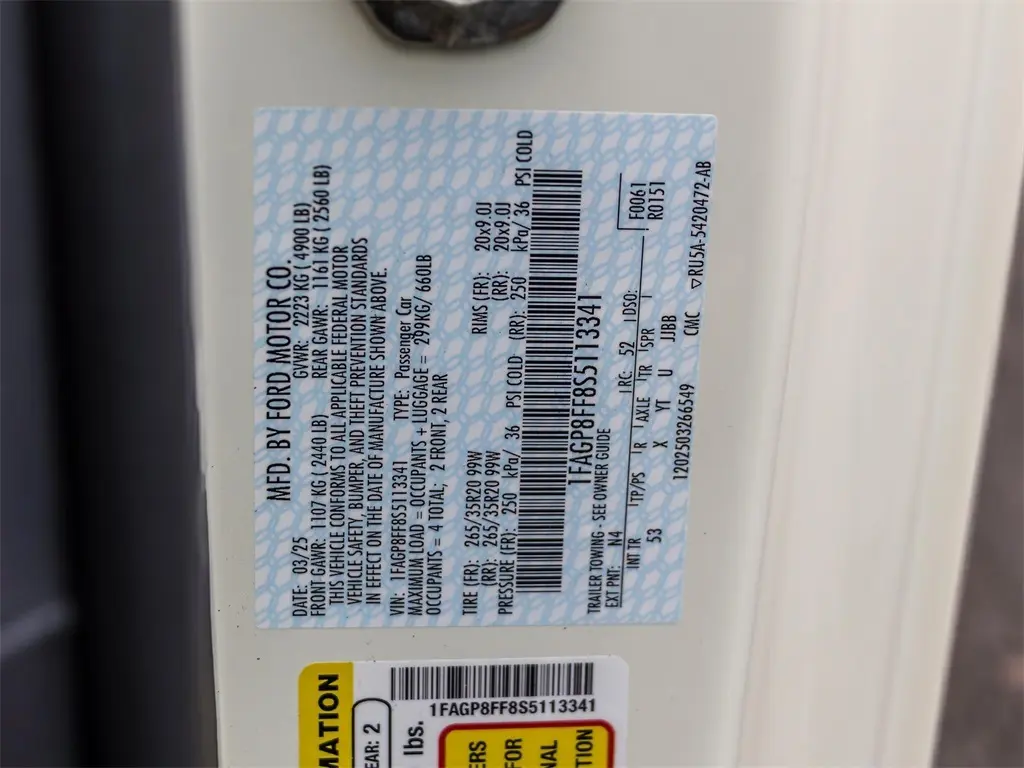 MFD. BY FORD MOTOR CO.
DATE: 03/25 GVWR: 2223 KG ( 4900 LB)
FRONT GAWR: 1107 KG ( 2440 LB) REAR GAWR: 1161 KG ( 2560 LB)
THIS VEHICLE CONFORMS TO ALL APPLICABLE FEDERAL MOTOR
VEHICLE SAFETY, BUMPER, AND THEFT PREVENTION STANDARDS
IN EFFECT ON THE DATE OF MANUFACTURE SHOWN ABOVE.
VIN: 1FAGP8FF8S5113341 TYPE: Passenger Car
MAXIMUM LOAD = OCCUPANTS + LUGGAGE = 299KG/ 660LB
OCCUPANTS = 4 TOTAL; 2 FRONT, 2 REAR
TIRE (FR): 265/35R20 99W RIMS (FR): 20x9.0J
(RR): 265/35R20 99W (RR): 20x9.0J
PRESSURE (FR): 250 kPa/ 36 PSI COLD (RR): 250 kPa/ 36 PSI COLD
1FAGP8FF8S5113341
TRAILER TOWING - SEE OWNER GUIDE
EXT PNT: N4 RC: 52 DSO: F0061
R0151
INT TR TP/PS R AXLE TR SPR
53 X YT U JJBB
1202503266549 CMC ▽RU5A-5420472-AB
1FAGP8FF8S5113341
MATION
EAR: 2
lbs.
ERS
FOR
NAL
TION